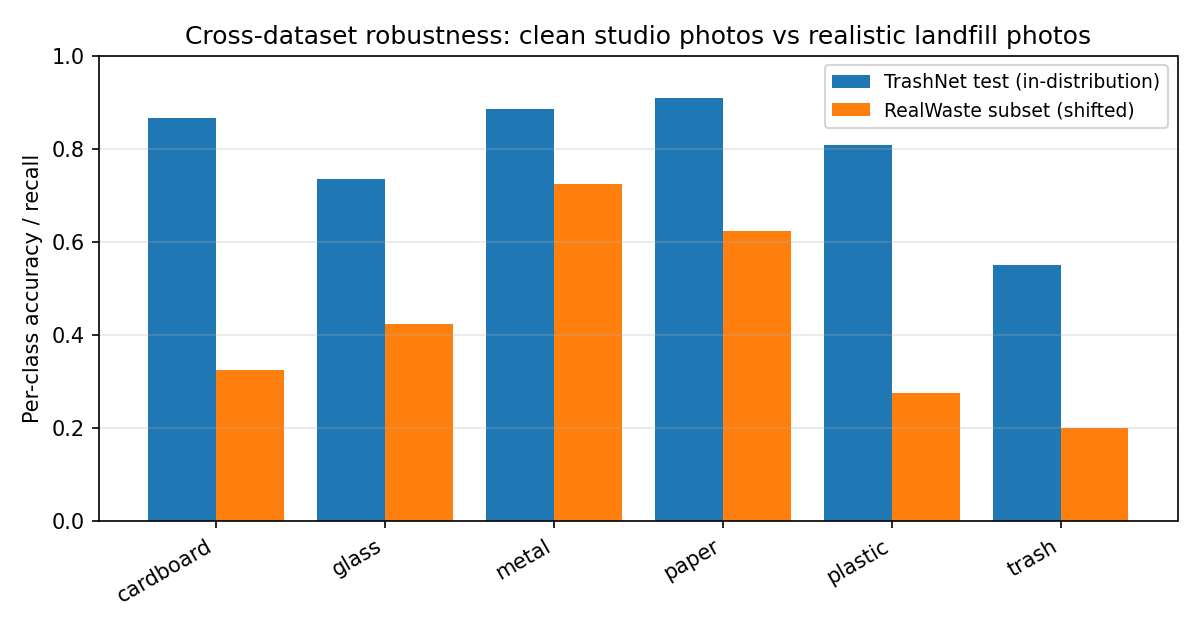 Cross-dataset robustness: clean studio photos vs realistic landfill photos
TrashNet test (in-distribution)
RealWaste subset (shifted)
Per-class accuracy / recall
1.0
0.8
0.6
0.4
0.2
0.0
cardboard
glass
metal
paper
plastic
trash